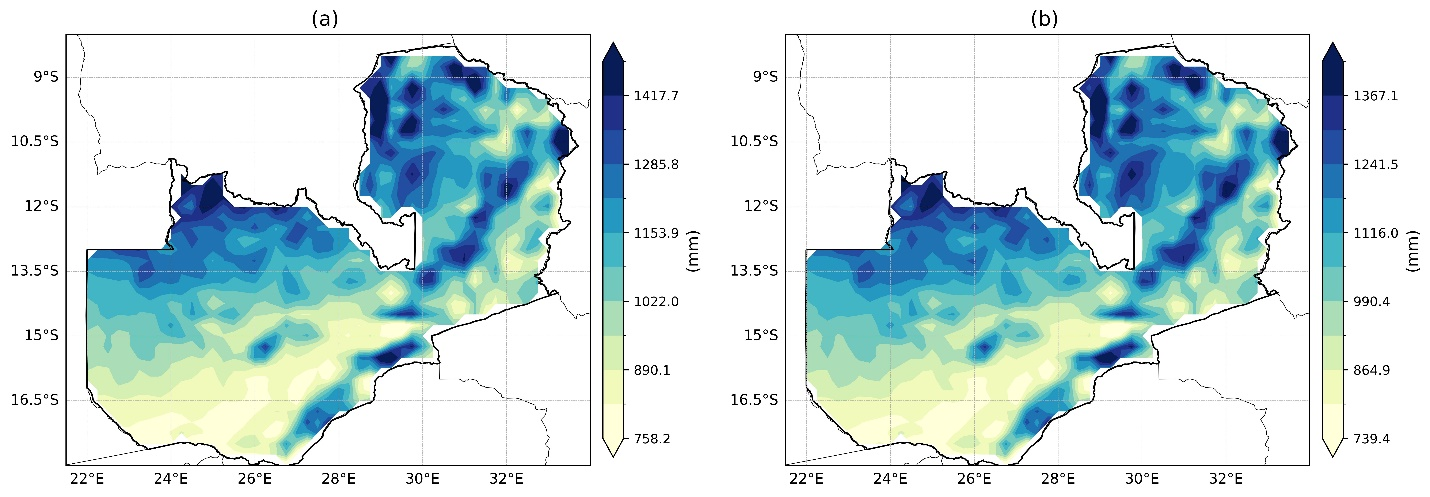 (a)
9°S
10.5°S
12°S
13.5°S
15°S
16.5°S
22°E 24°E 26°E 28°E 30°E 32°E
1417.7
1285.8
1153.9
1022.0
890.1
758.2
(mm)
(b)
9°S
10.5°S
12°S
13.5°S
15°S
16.5°S
22°E 24°E 26°E 28°E 30°E 32°E
1367.1
1241.5
1116.0
990.4
864.9
739.4
(mm)